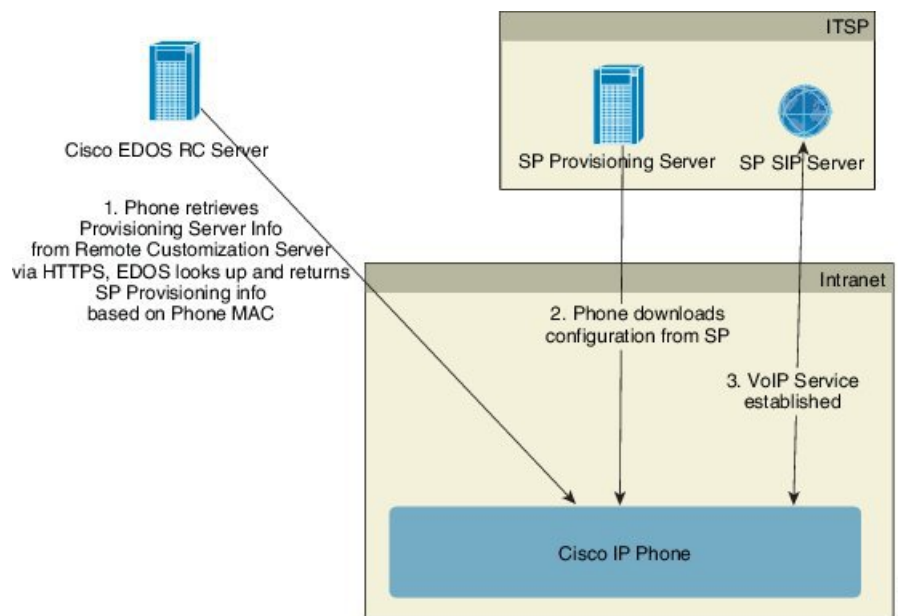 ITSP
Cisco EDOS RC Server
SP Provisioning Server
SP SIP Server
1. Phone retrieves
Provisioning Server Info
from Remote Customization Server
via HTTPS, EDOS looks up and returns
SP Provisioning info
based on Phone MAC
Intranet
2. Phone downloads
configuration from SP
3. VoIP Service
established
Cisco IP Phone